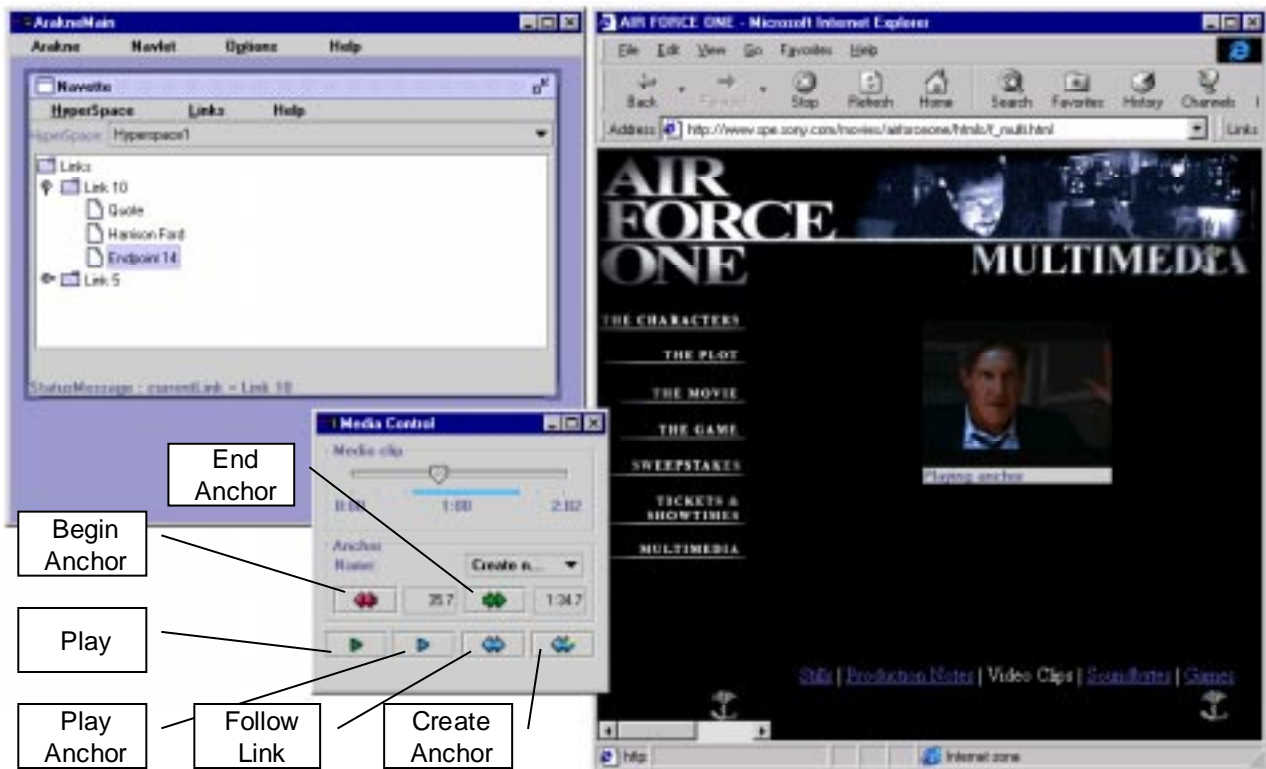 ArakneMain
Arakne Navlet Options Help
Navette
HyperSpace Links Help
HyperSpace Hyperspace1
Links
Link 10
Quote
Harrison Ford
Endpoint 14
Link 5
StatusMessage : currentLink = Link 10
Media Control
Media clip
0:00 1:00 2:02
Anchor
Name: Create n...
35.7 1:34.7
End
Anchor
Begin
Anchor
Play
Play
Anchor
Follow
Link
Create
Anchor
AIR FORCE ONE - Microsoft Internet Explorer
File Edit View Go Favorites Help
Back Forward Stop Refresh Home Search Favorites History Channels
Address http://www.spe.sony.com/movies/airforceone/htmls/f_multi.html Links
AIR
FORCE
ONE
MULTIMEDIA
THE CHARACTERS
THE PLOT
THE MOVIE
THE GAME
SWEEPSTAKES
TICKETS &
SHOWTIMES
MULTIMEDIA
Playing anchor
Stills | Production Notes | Video Clips | Soundbytes | Games
http
Internet zone